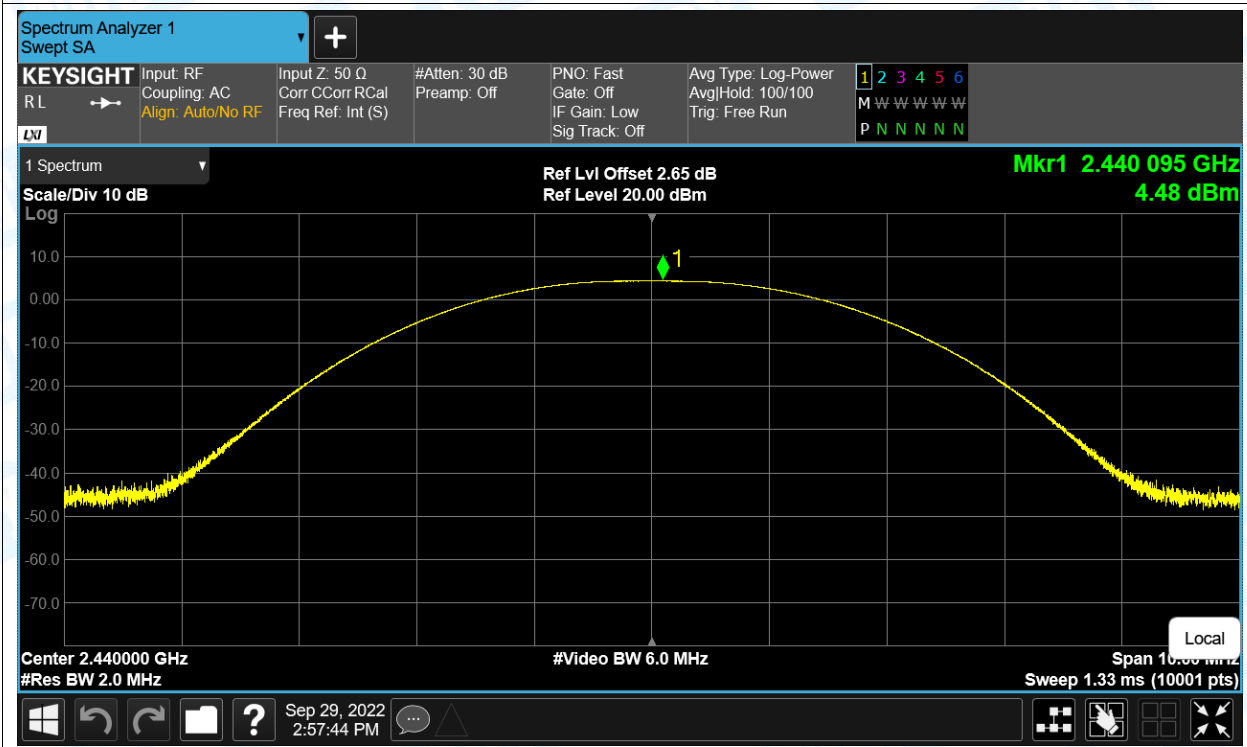 Spectrum Analyzer 1
Swept SA
KEYSIGHT
RL
LXI
Input: RF
Coupling: AC
Align: Auto/No RF
Input Z: 50 Ω
Corr CCorr RCal
Freq Ref: Int (S)
#Atten: 30 dB
Preamp: Off
PNO: Fast
Gate: Off
IF Gain: Low
Sig Track: Off
Avg Type: Log-Power
Avg|Hold: 100/100
Trig: Free Run
1 2 3 4 5 6
M W W W W W
P N N N N N
1 Spectrum
Scale/Div 10 dB
Log
Ref Lvl Offset 2.65 dB
Ref Level 20.00 dBm
Mkr1 2.440 095 GHz
4.48 dBm
10.0
0.00
-10.0
-20.0
-30.0
-40.0
-50.0
-60.0
-70.0
1
Center 2.440000 GHz
#Res BW 2.0 MHz
#Video BW 6.0 MHz
Local
Span 10.00 MHz
Sweep 1.33 ms (10001 pts)
?
Sep 29, 2022
2:57:44 PM